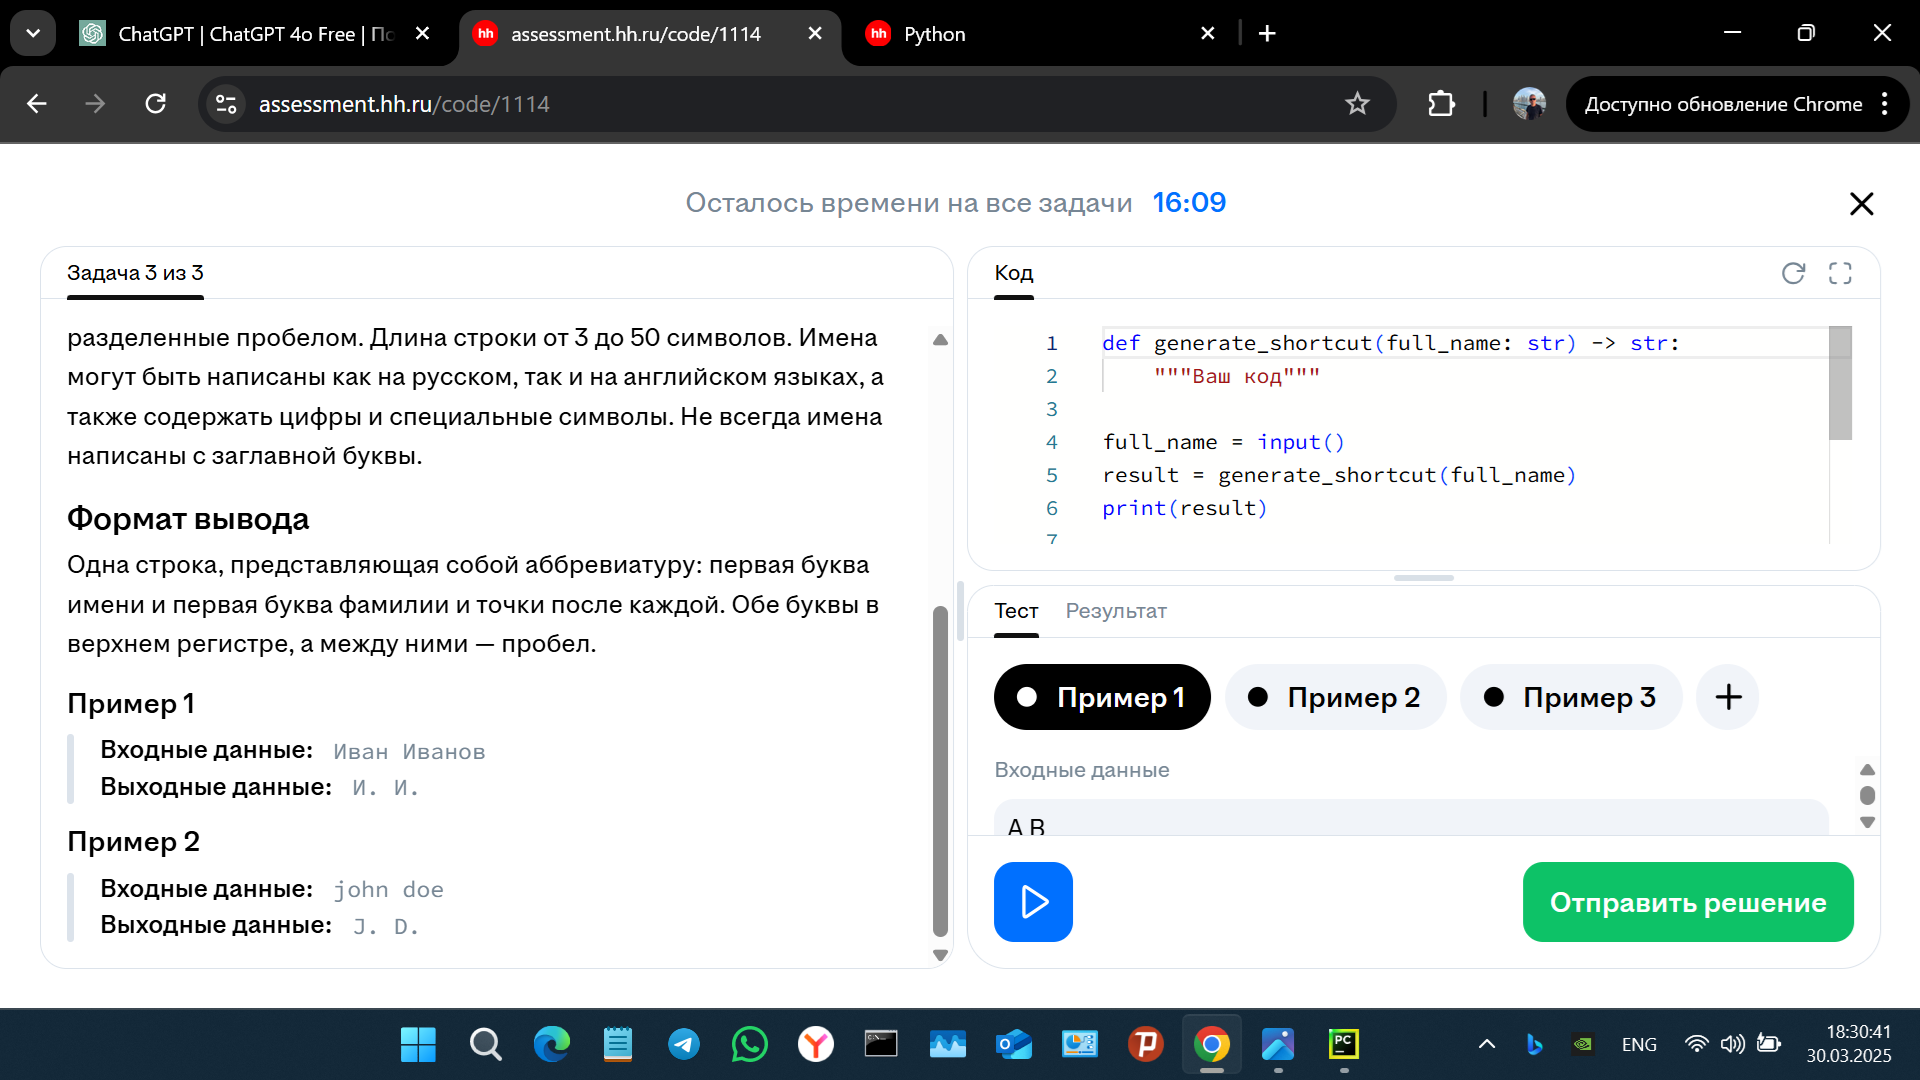 ChatGPT | ChatGPT 4o Free | По
hh assessment.hh.ru/code/1114
hh Python
assessment.hh.ru/code/1114
Доступно обновление Chrome
Осталось времени на все задачи 16:09
Задача 3 из 3
разделенные пробелом. Длина строки от 3 до 50 символов. Имена
могут быть написаны как на русском, так и на английском языках, а
также содержать цифры и специальные символы. Не всегда имена
написаны с заглавной буквы.
Формат вывода
Одна строка, представляющая собой аббревиатуру: первая буква
имени и первая буква фамилии и точки после каждой. Обе буквы в
верхнем регистре, а между ними — пробел.
Пример 1
Входные данные: Иван Иванов
Выходные данные: И. И.
Пример 2
Входные данные: john doe
Выходные данные: J. D.
Код
1 def generate_shortcut(full_name: str) -> str:
2 """Ваш код"""
3
4 full_name = input()
5 result = generate_shortcut(full_name)
6 print(result)
7
Тест Результат
Пример 1
Пример 2
Пример 3
Входные данные
A B
Отправить решение
PC
ENG
18:30:41
30.03.2025